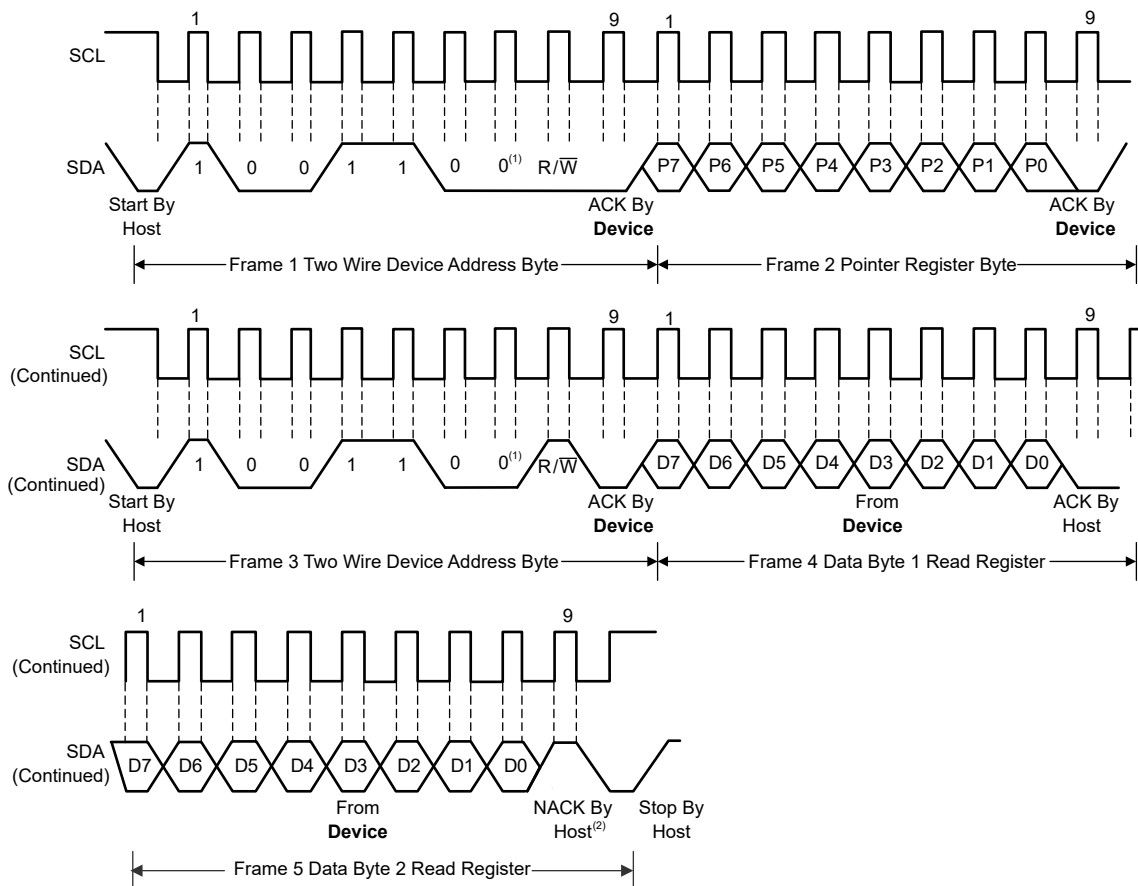 1 9 1 9
SCL
SDA 1 0 0 1 1 0 0(1) R/W̅ P7 P6 P5 P4 P3 P2 P1 P0
Start By Host
ACK By Device
ACK By Device
Frame 1 Two Wire Device Address Byte
Frame 2 Pointer Register Byte
1 9 1 9
SCL (Continued)
SDA (Continued) 1 0 0 1 1 0 0(1) R/W̅ D7 D6 D5 D4 D3 D2 D1 D0
Start By Host
ACK By Device
From Device
ACK By Host
Frame 3 Two Wire Device Address Byte
Frame 4 Data Byte 1 Read Register
1 9
SCL (Continued)
SDA (Continued) D7 D6 D5 D4 D3 D2 D1 D0
From Device
NACK By Host(2)
Stop By Host
Frame 5 Data Byte 2 Read Register